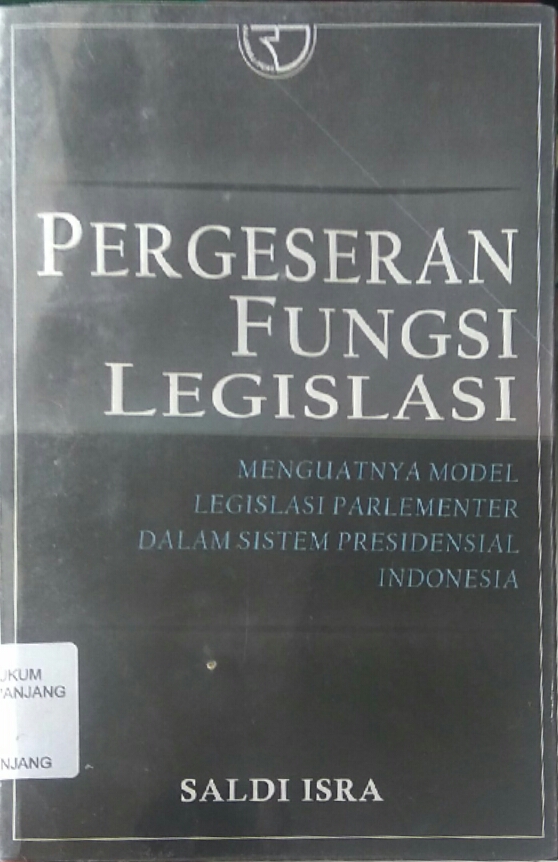 PERGESERAN
FUNGSI
LEGISLASI
MENGUATNYA MODEL
LEGISLASI PARLEMENTER
DALAM SISTEM PRESIDENSIAL
INDONESIA
UKUM
PANJANG
NJANG
SALDI ISRA